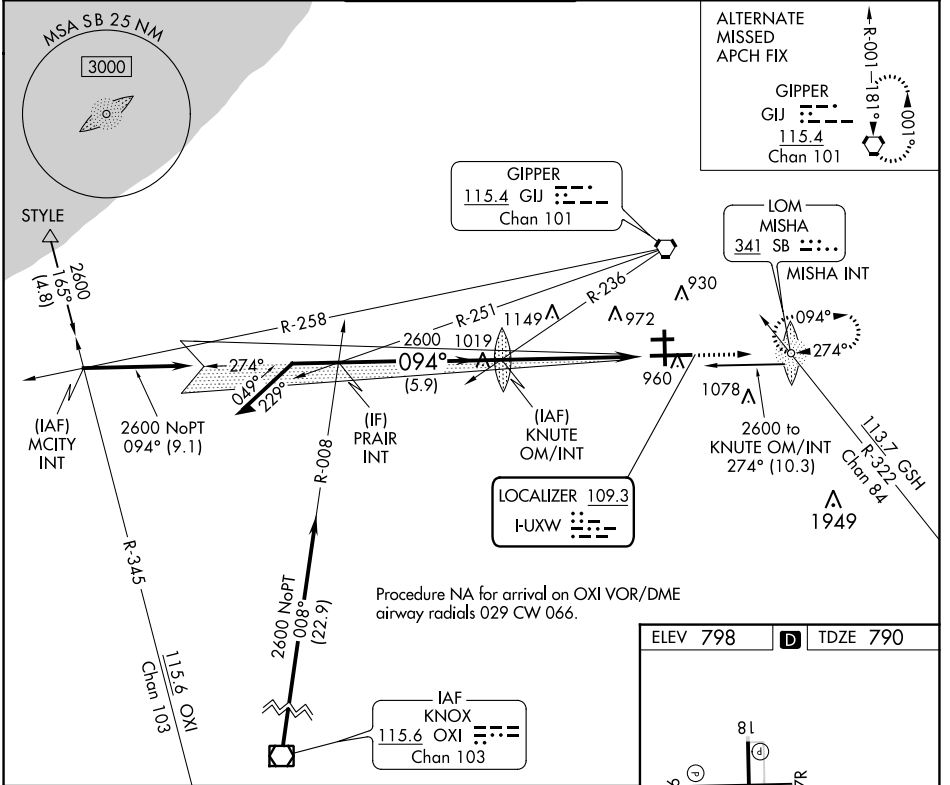 MSA SB 25 NM
3000
ALTERNATE
MISSED
APCH FIX
GIPPER
GIJ
115.4
Chan 101
R-001
181°
001°
GIPPER
115.4 GIJ
Chan 101
LOM
MISHA
341 SB
MISHA INT
STYLE
2600
165°
(4.8)
R-258
R-251
R-236
1149
972
930
2600
1019
094°
(5.9)
274°
049°
229°
960
094°
274°
1078
(IAF)
MCITY
INT
2600 NoPT
094° (9.1)
(IF)
PRAIR
INT
(IAF)
KNUTE
OM/INT
2600 to
KNUTE OM/INT
274° (10.3)
113.7 GSH
R-322
Chan 84
1949
R-008
LOCALIZER 109.3
I-UXW
R-345
2600 NoPT
008°
(22.9)
Procedure NA for arrival on OXI VOR/DME
airway radials 029 CW 066.
115.6 OXI
Chan 103
IAF
KNOX
115.6 OXI
Chan 103
ELEV 798
D
TDZE 790
18
P
P